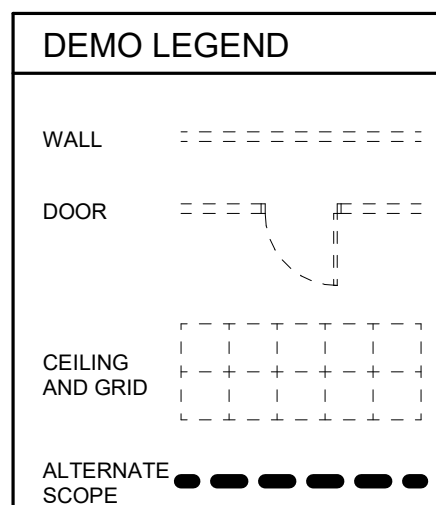 DEMO LEGEND
WALL
DOOR
CEILING
AND GRID
ALTERNATE
SCOPE